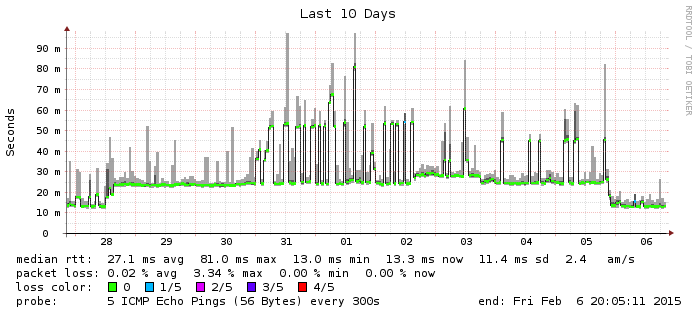 Last 10 Days
RRDTOOL / TOBI OETIKER
Seconds
90 m
80 m
70 m
60 m
50 m
40 m
30 m
20 m
10 m
0
28 29 30 31 01 02 03 04 05 06
median rtt: 27.1 ms avg 81.0 ms max 13.0 ms min 13.3 ms now 11.4 ms sd 2.4 am/s
packet loss: 0.02 % avg 3.34 % max 0.00 % min 0.00 % now
loss color: 0 1/5 2/5 3/5 4/5
probe: 5 ICMP Echo Pings (56 Bytes) every 300s end: Fri Feb 6 20:05:11 2015